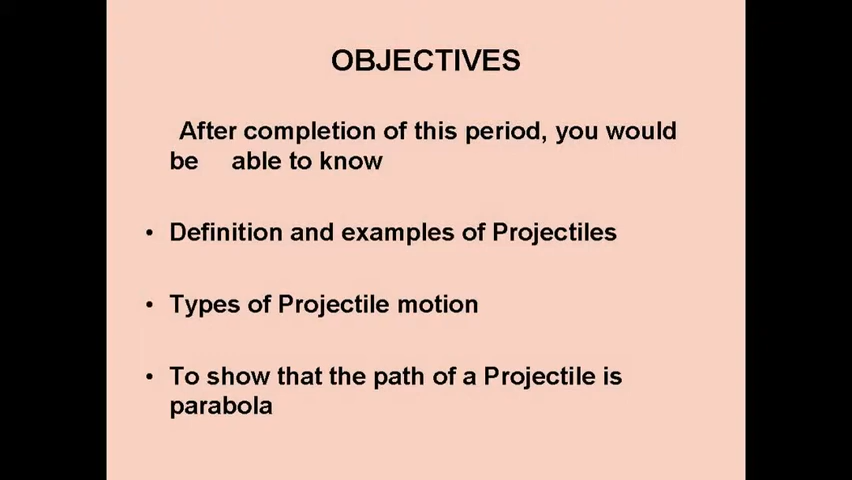 OBJECTIVES
After completion of this period, you would
be able to know
• Definition and examples of Projectiles
• Types of Projectile motion
• To show that the path of a Projectile is
parabola